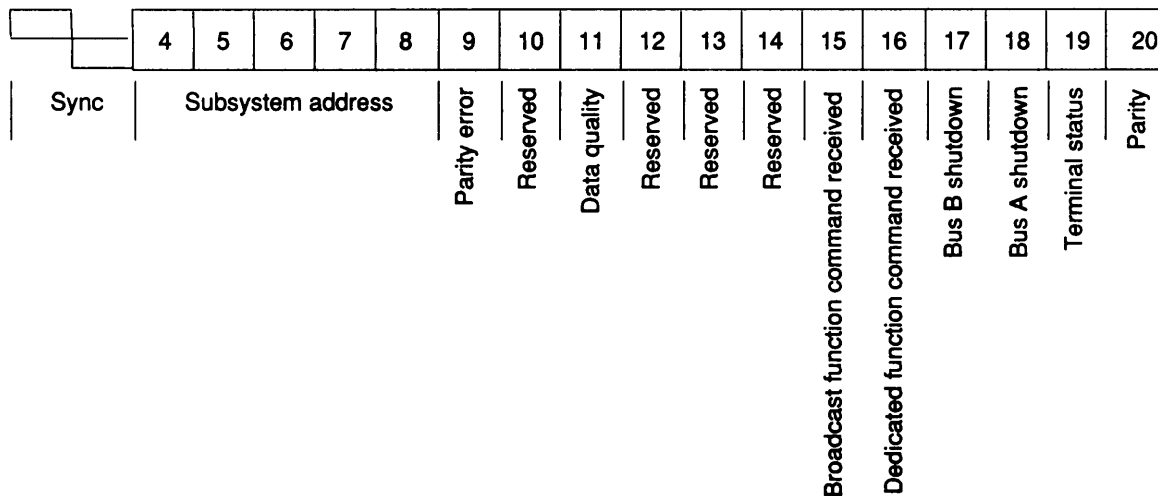 4 5 6 7 8 9 10 11 12 13 14 15 16 17 18 19 20
Sync
Subsystem address
Parity error
Reserved
Data quality
Reserved
Reserved
Reserved
Broadcast function command received
Dedicated function command received
Bus B shutdown
Bus A shutdown
Terminal status
Parity